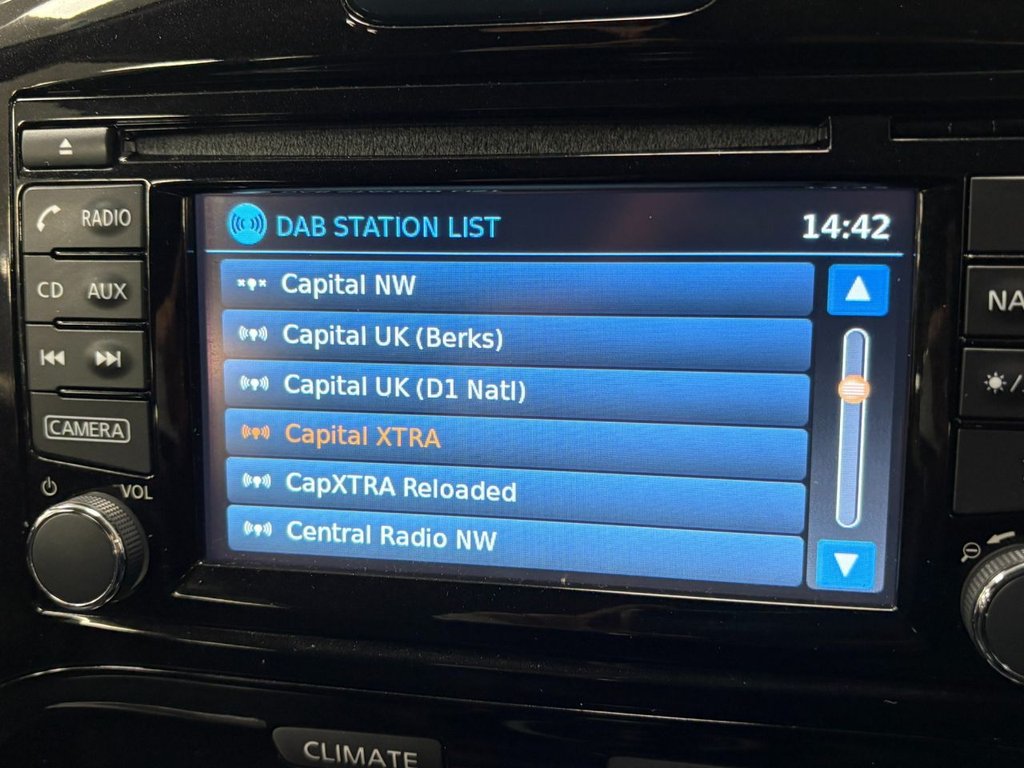 RADIO
CD AUX
CAMERA
VOL
DAB STATION LIST 14:42
Capital NW
Capital UK (Berks)
Capital UK (D1 Natl)
Capital XTRA
CapXTRA Reloaded
Central Radio NW
NA
CLIMATE